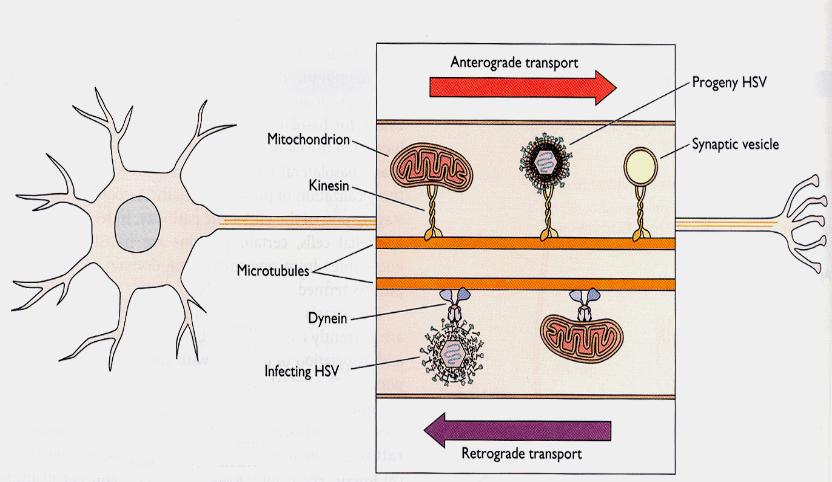 Anterograde transport
Progeny HSV
Mitochondrion
Synaptic vesicle
Kinesin
Microtubules
Dynein
Infecting HSV
Retrograde transport